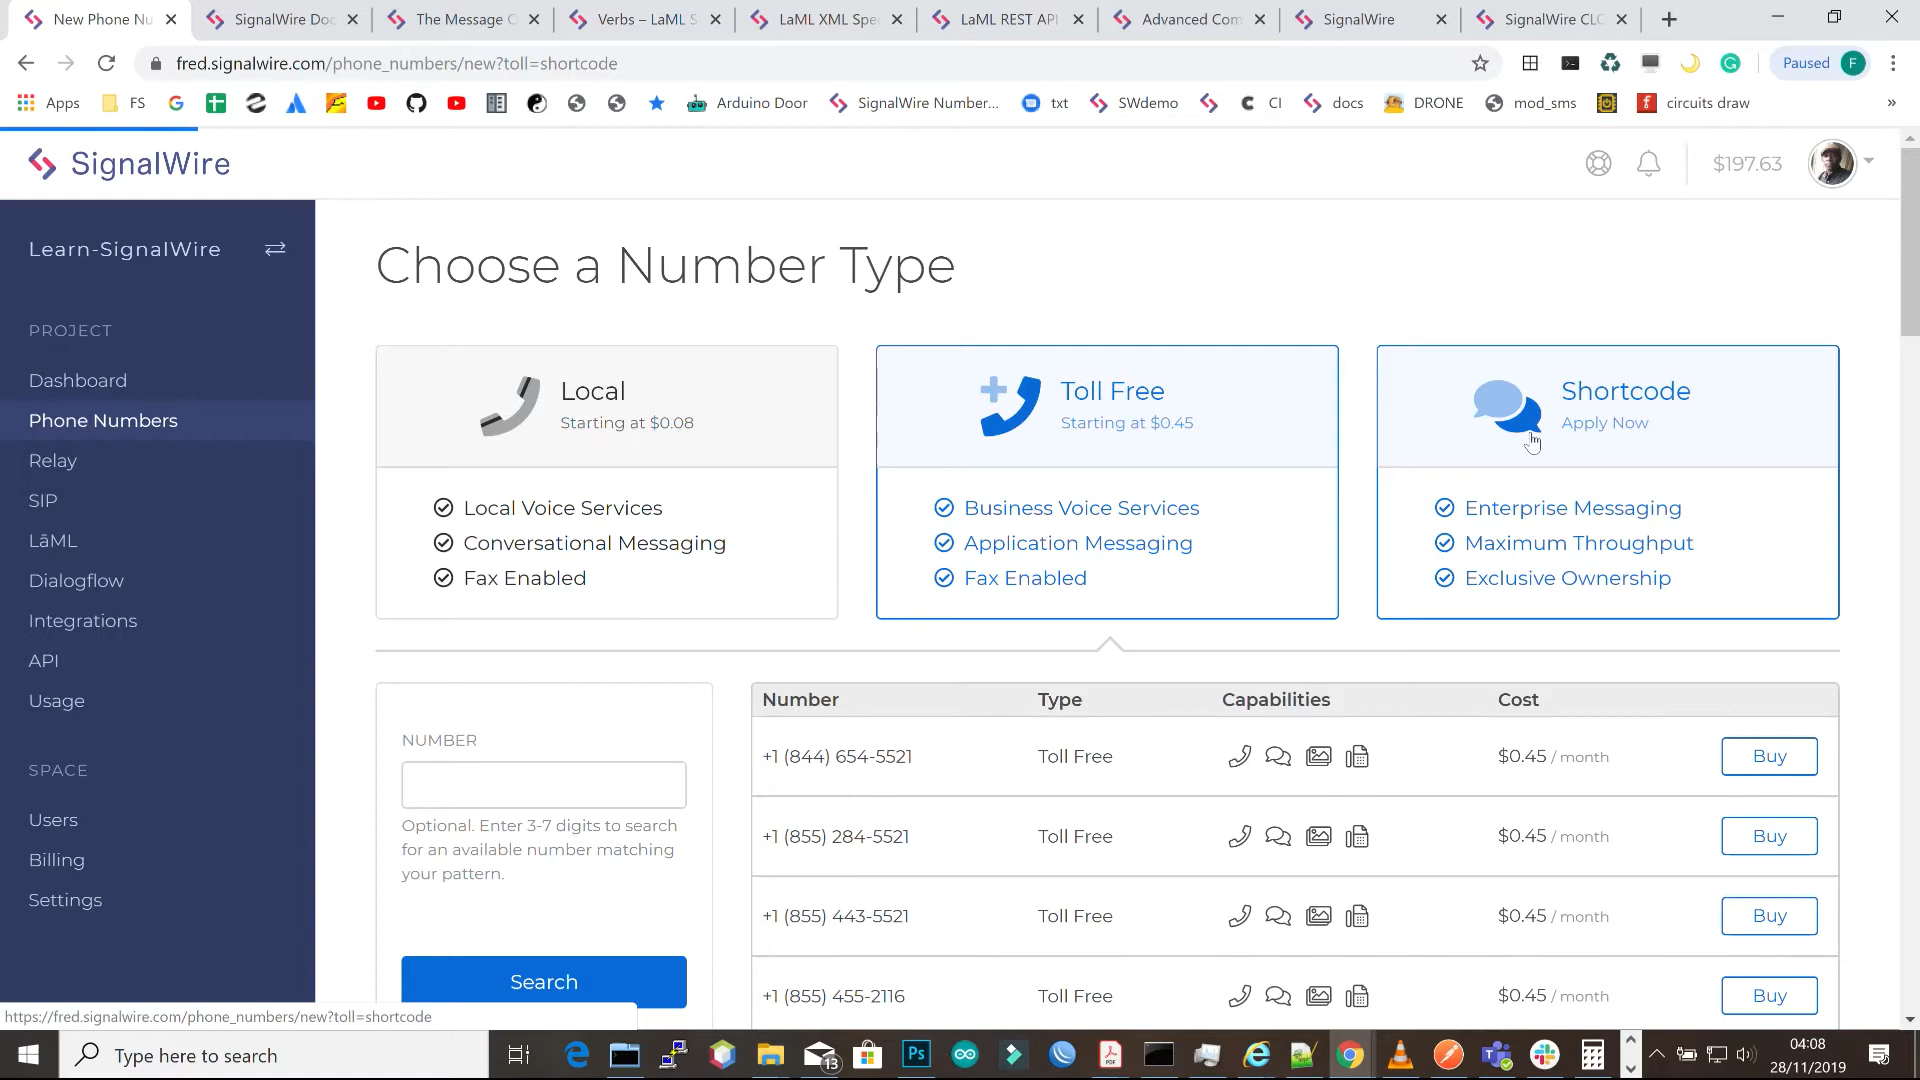 New Phone Nu
SignalWire Doc
The Message C
Verbs – LaML S
LaML XML Spe
LaML REST API
Advanced Com
SignalWire
SignalWire CLO
fred.signalwire.com/phone_numbers/new?toll=shortcode
Paused F
Apps FS Arduino Door SignalWire Number... txt SWdemo CI docs DRONE mod_sms circuits draw »
SignalWire
$197.63
Learn-SignalWire
PROJECT
Dashboard
Phone Numbers
Relay
SIP
LāML
Dialogflow
Integrations
API
Usage
SPACE
Users
Billing
Settings
Choose a Number Type
Local
Starting at $0.08
Local Voice Services
Conversational Messaging
Fax Enabled
Toll Free
Starting at $0.45
Business Voice Services
Application Messaging
Fax Enabled
Shortcode
Apply Now
Enterprise Messaging
Maximum Throughput
Exclusive Ownership
NUMBER
Optional. Enter 3-7 digits to search
for an available number matching
your pattern.
Search
Number Type Capabilities Cost
+1 (844) 654-5521 Toll Free $0.45 / month Buy
+1 (855) 284-5521 Toll Free $0.45 / month Buy
+1 (855) 443-5521 Toll Free $0.45 / month Buy
+1 (855) 455-2116 Toll Free $0.45 / month Buy
https://fred.signalwire.com/phone_numbers/new?toll=shortcode
Type here to search
13
Ps
04:08
28/11/2019